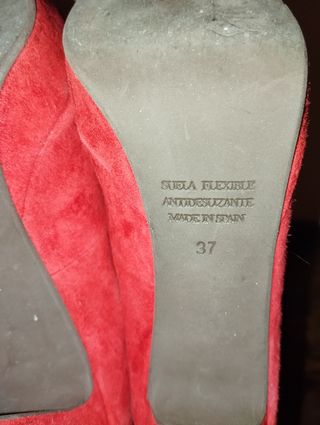 SUELA FLEXIBLE
ANTIDESLIZANTE
MADE IN SPAIN
37